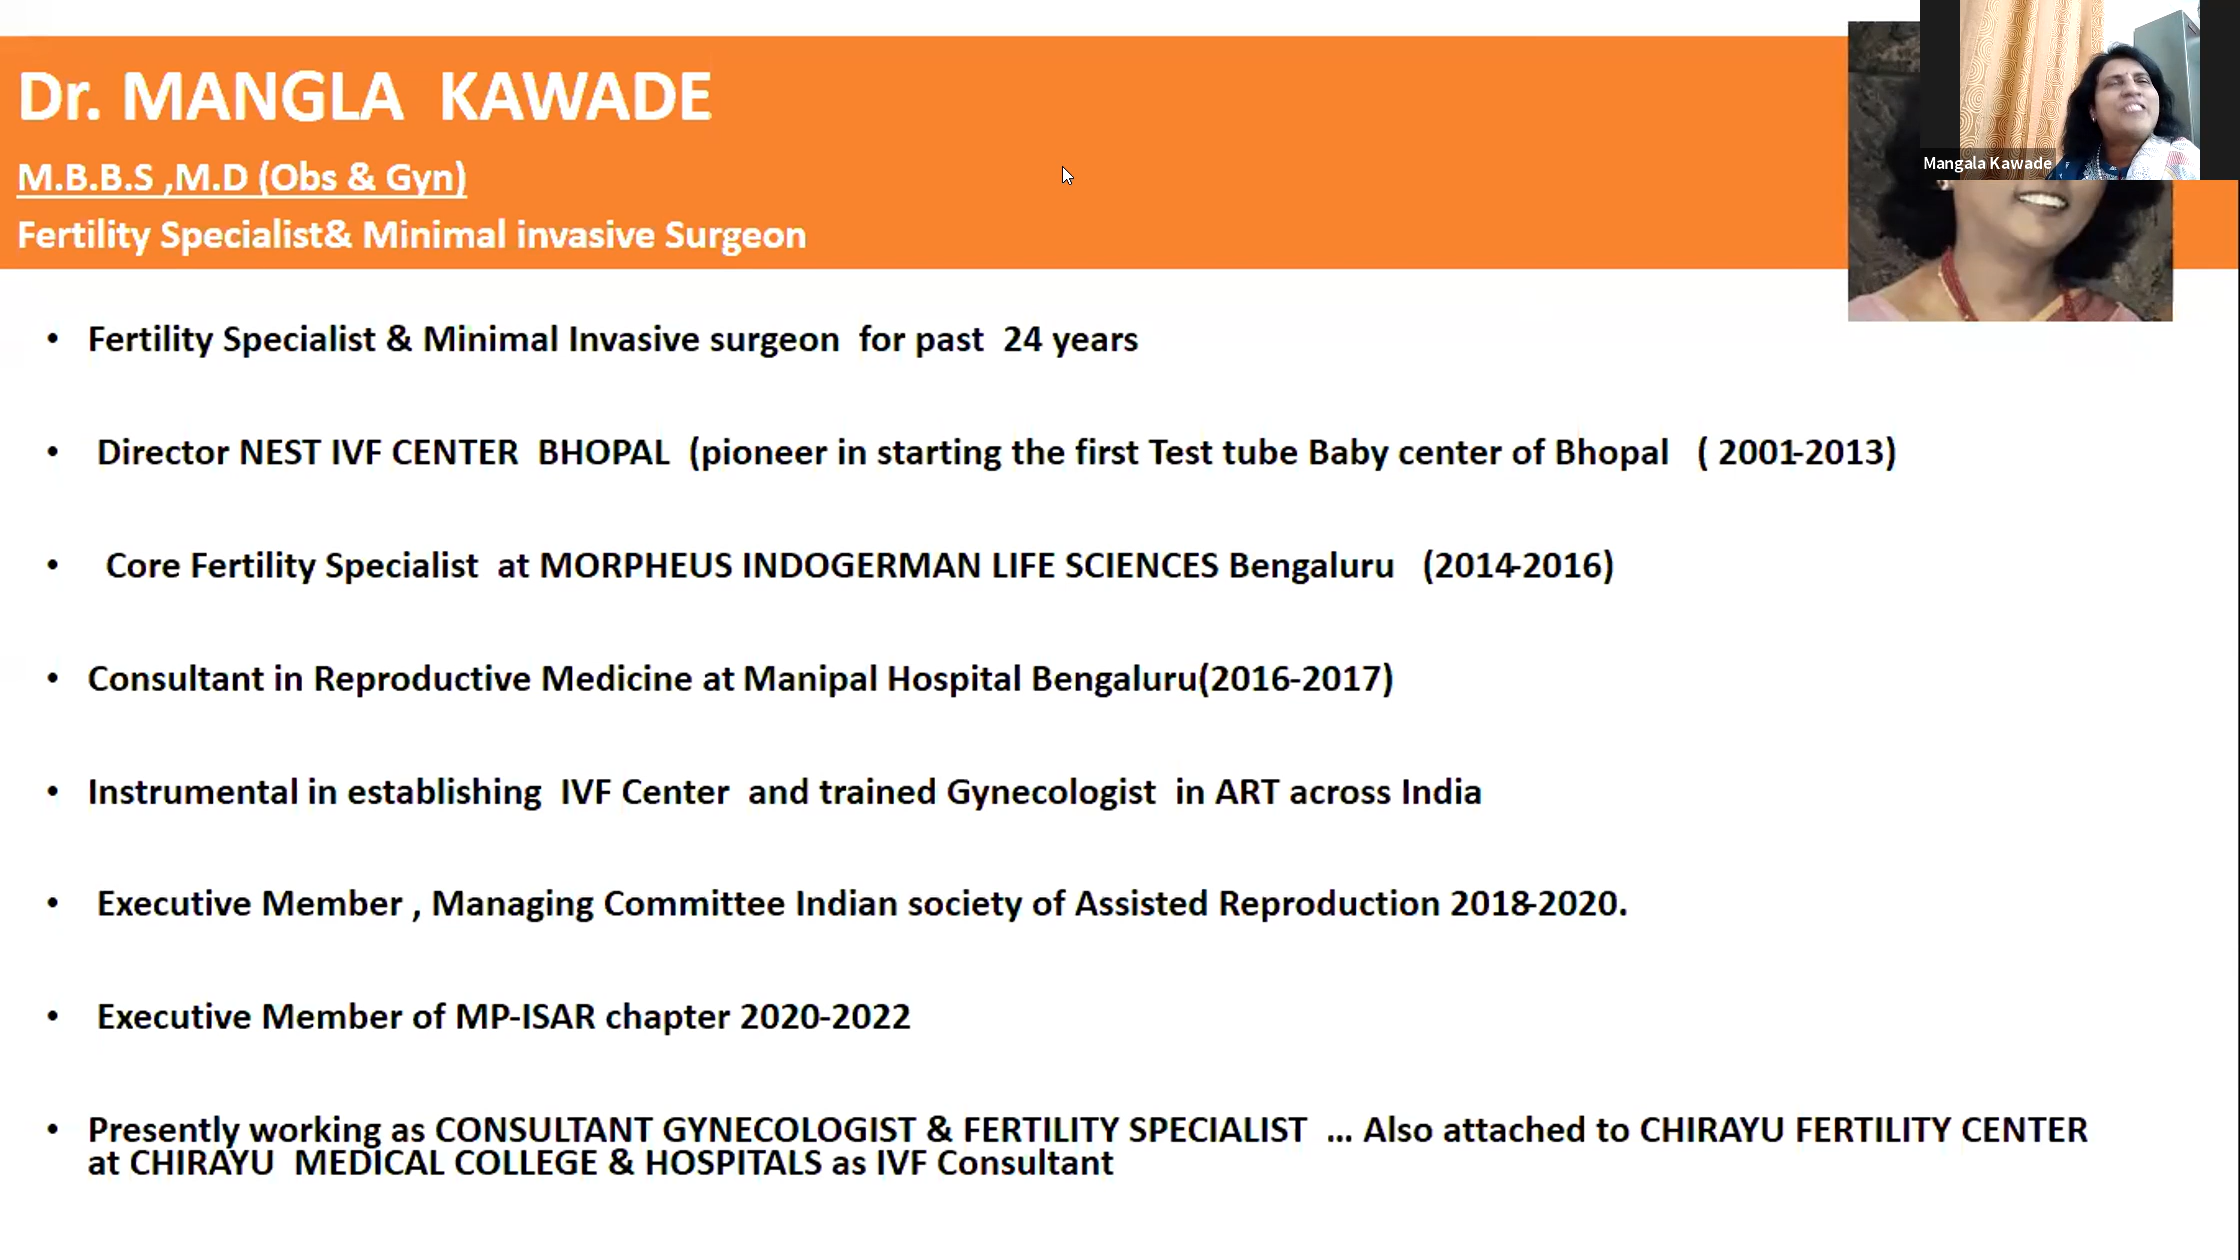 Dr. MANGLA KAWADE
M.B.B.S ,M.D (Obs & Gyn)
Fertility Specialist& Minimal invasive Surgeon
Mangala Kawade
• Fertility Specialist & Minimal Invasive surgeon for past 24 years
• Director NEST IVF CENTER BHOPAL (pioneer in starting the first Test tube Baby center of Bhopal ( 2001-2013)
• Core Fertility Specialist at MORPHEUS INDOGERMAN LIFE SCIENCES Bengaluru (2014-2016)
• Consultant in Reproductive Medicine at Manipal Hospital Bengaluru(2016-2017)
• Instrumental in establishing IVF Center and trained Gynecologist in ART across India
• Executive Member , Managing Committee Indian society of Assisted Reproduction 2018-2020.
• Executive Member of MP-ISAR chapter 2020-2022
• Presently working as CONSULTANT GYNECOLOGIST & FERTILITY SPECIALIST ... Also attached to CHIRAYU FERTILITY CENTER
at CHIRAYU MEDICAL COLLEGE & HOSPITALS as IVF Consultant